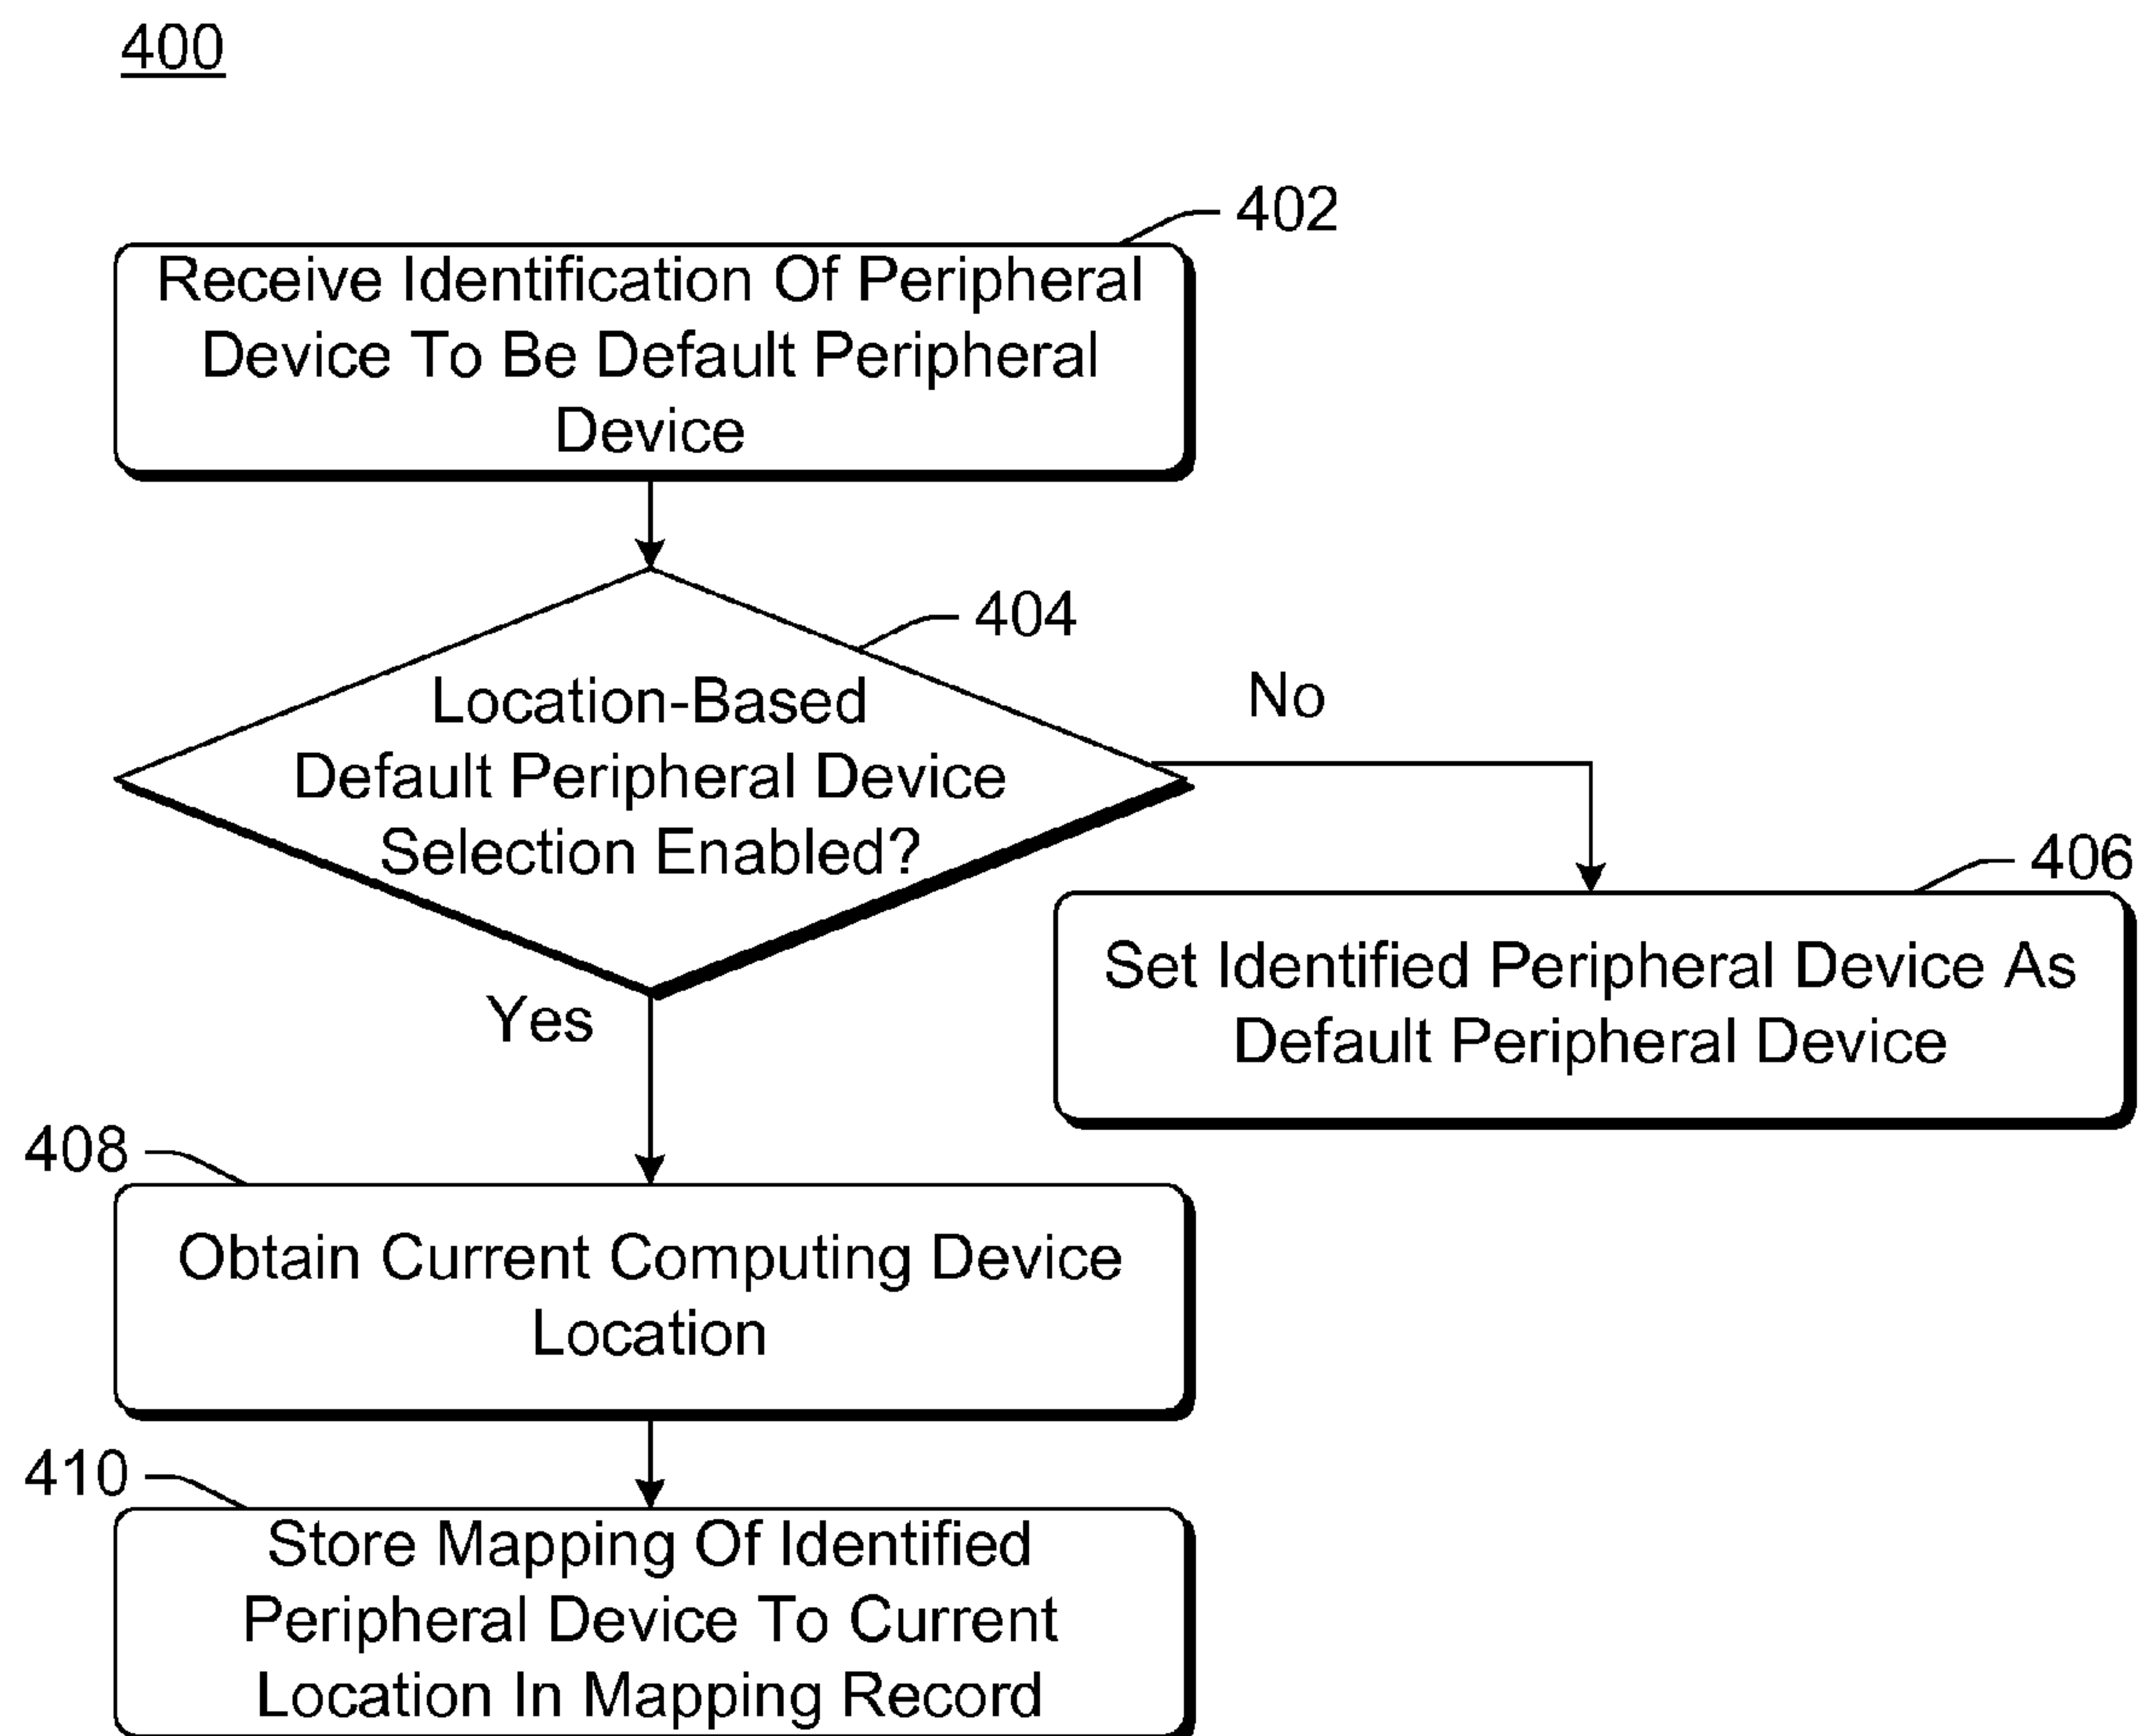 400
402
Receive Identification Of Peripheral
Device To Be Default Peripheral
Device
404
Location-Based
Default Peripheral Device
Selection Enabled?
No
406
Set Identified Peripheral Device As
Default Peripheral Device
Yes
408
Obtain Current Computing Device
Location
410
Store Mapping Of Identified
Peripheral Device To Current
Location In Mapping Record